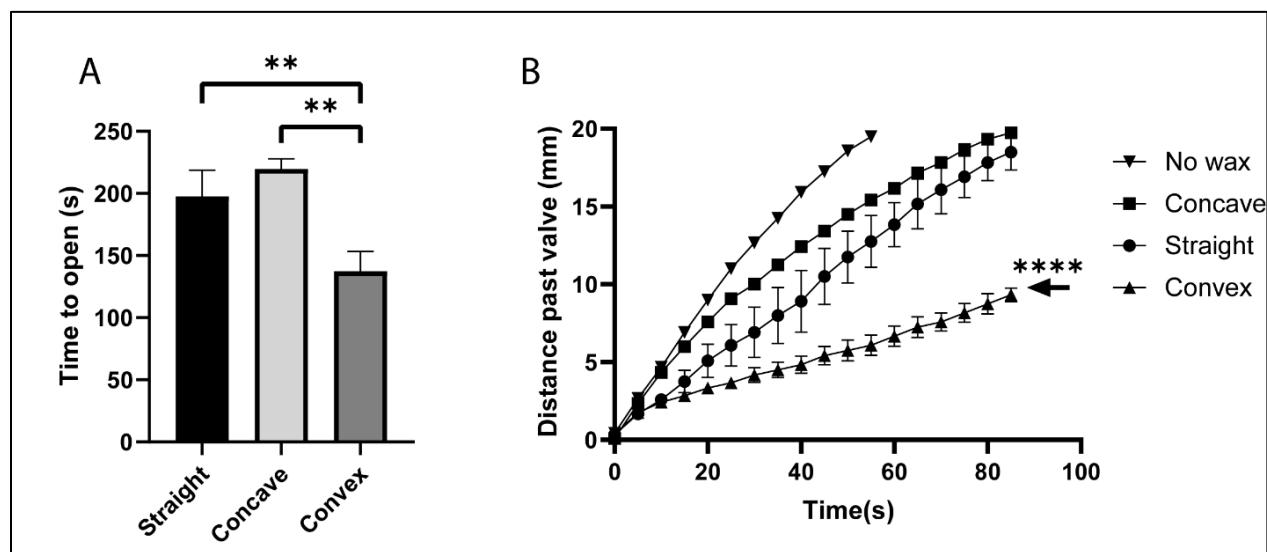 A
**
**
Time to open (s)
250
200
150
100
50
0
Straight
Concave
Convex
B
Distance past valve (mm)
20
15
10
5
0
0
20
40
60
80
100
Time(s)
No wax
Concave
Straight
Convex
****